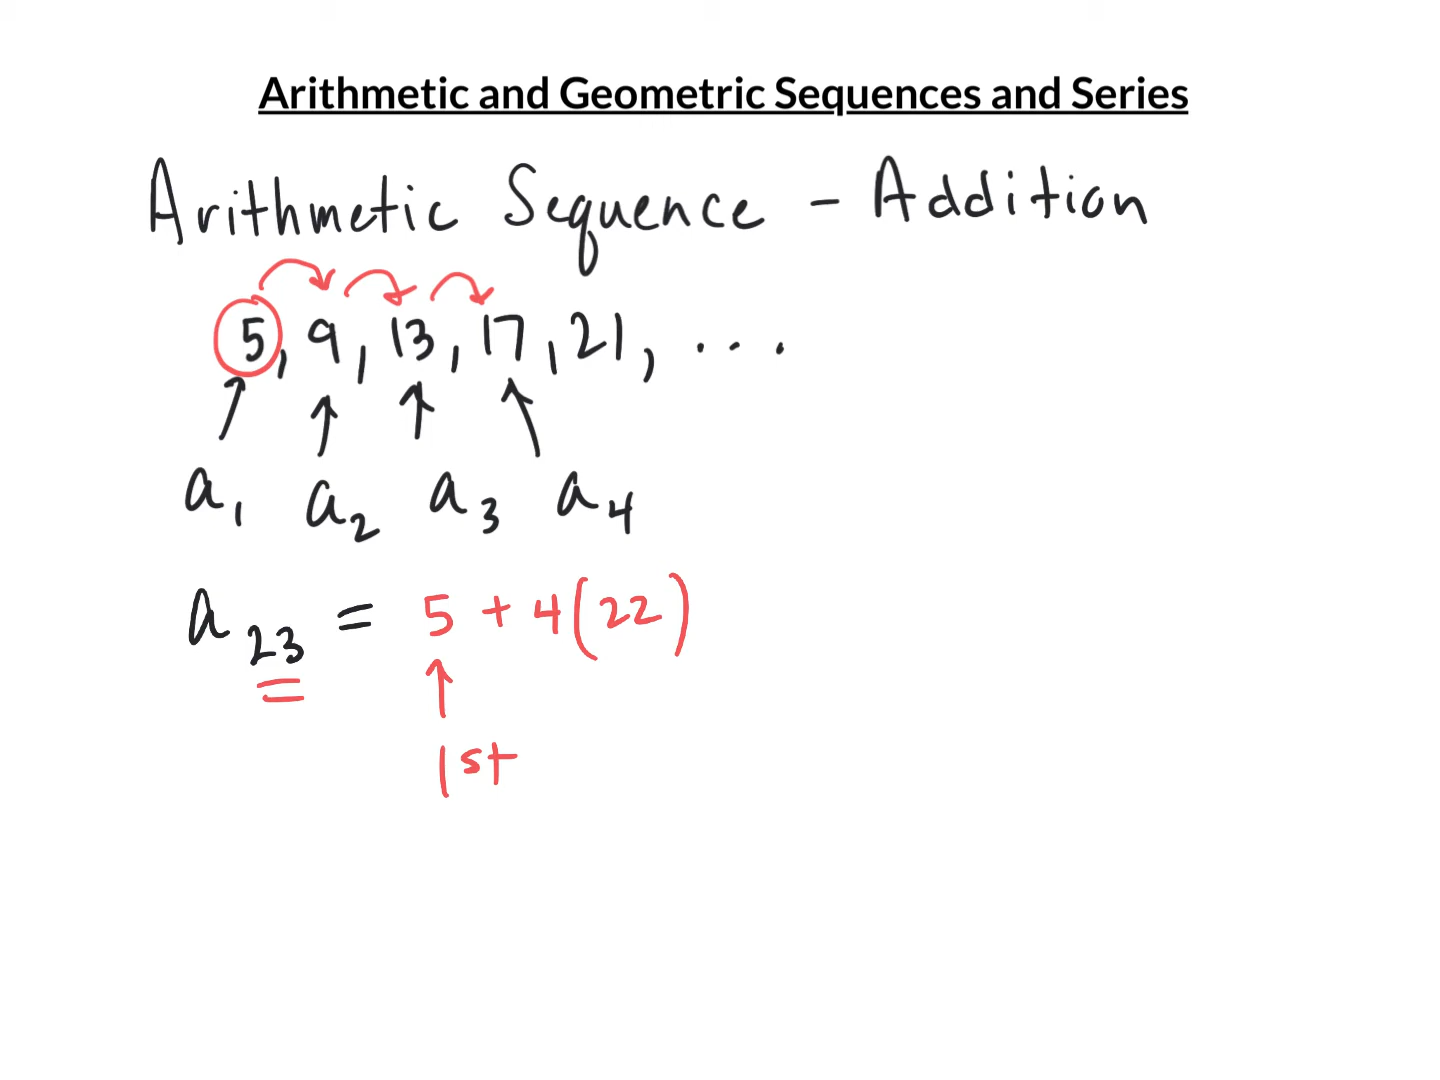 Arithmetic and Geometric Sequences and Series
Arithmetic Sequence - Addition
5, 9, 13, 17, 21, ...
a₁ a₂ a₃ a₄
a₂₃ = 5 + 4(22)
1st